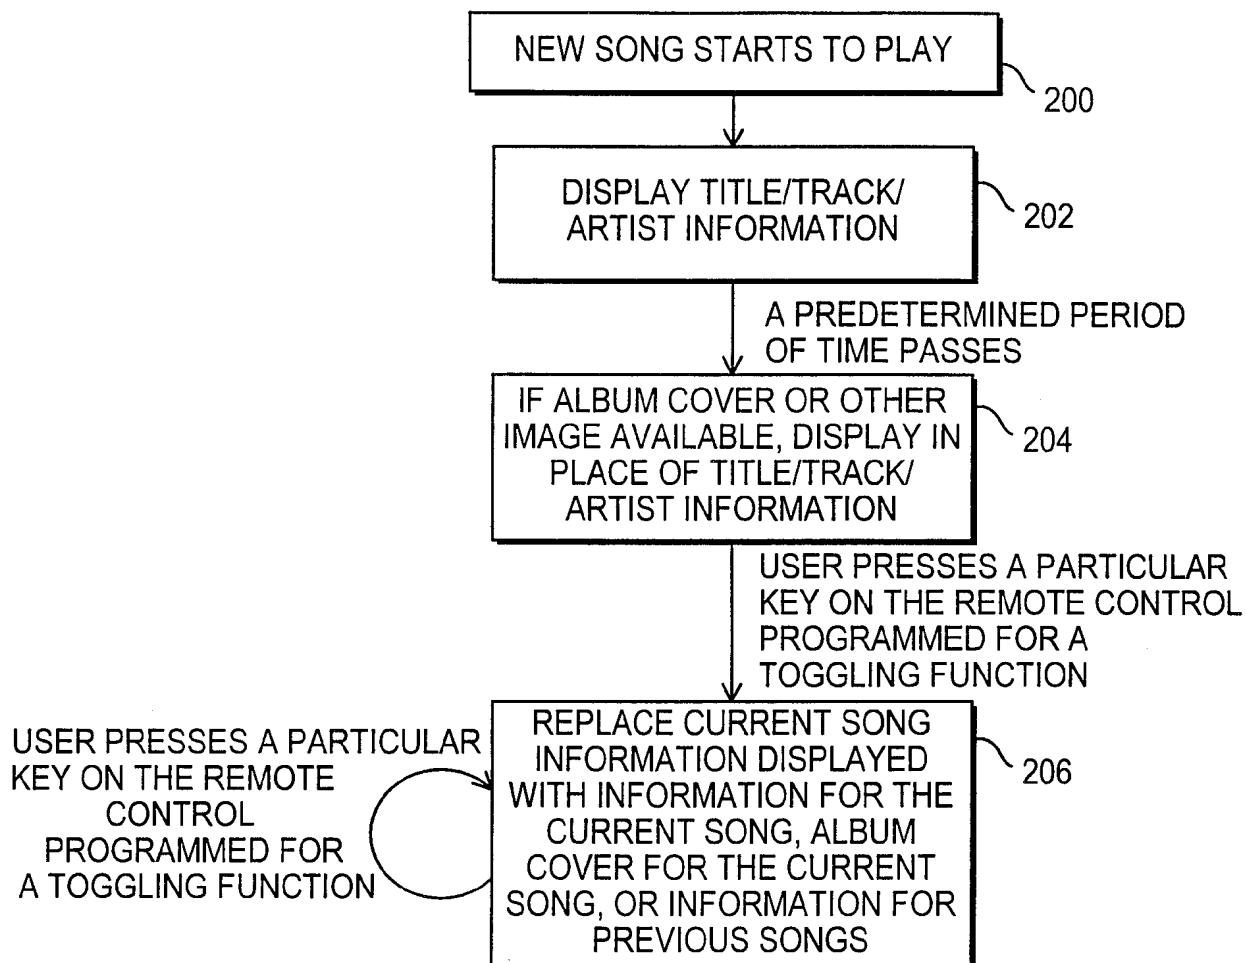 NEW SONG STARTS TO PLAY
200
DISPLAY TITLE/TRACK/
ARTIST INFORMATION
202
A PREDETERMINED PERIOD
OF TIME PASSES
IF ALBUM COVER OR OTHER
IMAGE AVAILABLE, DISPLAY IN
PLACE OF TITLE/TRACK/
ARTIST INFORMATION
204
USER PRESSES A PARTICULAR
KEY ON THE REMOTE CONTROL
PROGRAMMED FOR A
TOGGLING FUNCTION
USER PRESSES A PARTICULAR
KEY ON THE REMOTE
CONTROL
PROGRAMMED FOR
A TOGGLING FUNCTION
REPLACE CURRENT SONG
INFORMATION DISPLAYED
WITH INFORMATION FOR THE
CURRENT SONG, ALBUM
COVER FOR THE CURRENT
SONG, OR INFORMATION FOR
PREVIOUS SONGS
206